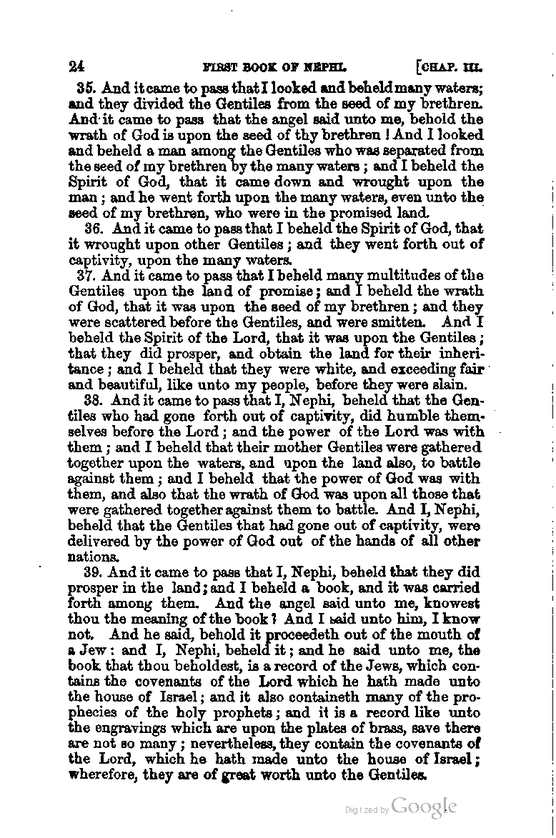 24 FIRST BOOK OF NEPHI. [CHAP. III.
35. And it came to pass that I looked and beheld many waters;
and they divided the Gentiles from the seed of my brethren.
And it came to pass that the angel said unto me, behold the
wrath of God is upon the seed of thy brethren! And I looked
and beheld a man among the Gentiles who was separated from
the seed of my brethren by the many waters; and I beheld the
Spirit of God, that it came down and wrought upon the
man; and he went forth upon the many waters, even unto the
seed of my brethren, who were in the promised land.
36. And it came to pass that I beheld the Spirit of God, that
it wrought upon other Gentiles; and they went forth out of
captivity, upon the many waters.
37. And it came to pass that I beheld many multitudes of the
Gentiles upon the land of promise; and I beheld the wrath
of God, that it was upon the seed of my brethren; and they
were scattered before the Gentiles, and were smitten. And I
beheld the Spirit of the Lord, that it was upon the Gentiles;
that they did prosper, and obtain the land for their inheri-
tance; and I beheld that they were white, and exceeding fair
and beautiful, like unto my people, before they were slain.
38. And it came to pass that I, Nephi, beheld that the Gen-
tiles who had gone forth out of captivity, did humble them-
selves before the Lord; and the power of the Lord was with
them; and I beheld that their mother Gentiles were gathered
together upon the waters, and upon the land also, to battle
against them; and I beheld that the power of God was with
them, and also that the wrath of God was upon all those that
were gathered together against them to battle. And I, Nephi,
beheld that the Gentiles that had gone out of captivity, were
delivered by the power of God out of the hands of all other
nations.
39. And it came to pass that I, Nephi, beheld that they did
prosper in the land; and I beheld a book, and it was carried
forth among them. And the angel said unto me, knowest
thou the meaning of the book? And I said unto him, I know
not. And he said, behold it proceedeth out of the mouth of
a Jew: and I, Nephi, beheld it; and he said unto me, the
book that thou beholdest, is a record of the Jews, which con-
tains the covenants of the Lord which he hath made unto
the house of Israel; and it also containeth many of the pro-
phecies of the holy prophets; and it is a record like unto
the engravings which are upon the plates of brass, save there
are not so many; nevertheless, they contain the covenants of
the Lord, which he hath made unto the house of Israel;
wherefore, they are of great worth unto the Gentiles.
Digitized by Google